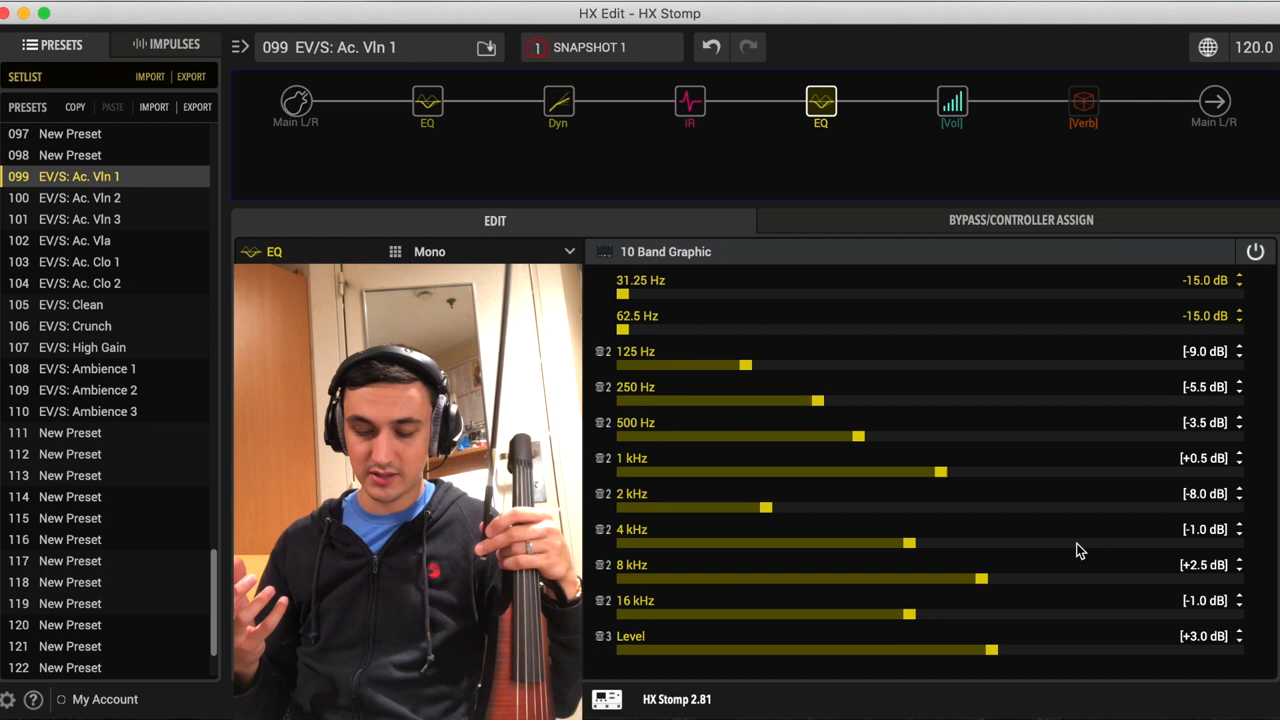 HX Edit - HX Stomp
PRESETS IMPULSES
099 EV/S: Ac. Vln 1
1 SNAPSHOT 1
120.0
SETLIST IMPORT | EXPORT
PRESETS COPY PASTE IMPORT EXPORT
097 New Preset
098 New Preset
099 EV/S: Ac. Vln 1
100 EV/S: Ac. Vln 2
101 EV/S: Ac. Vln 3
102 EV/S: Ac. Vla
103 EV/S: Ac. Clo 1
104 EV/S: Ac. Clo 2
105 EV/S: Clean
106 EV/S: Crunch
107 EV/S: High Gain
108 EV/S: Ambience 1
109 EV/S: Ambience 2
110 EV/S: Ambience 3
111 New Preset
112 New Preset
113 New Preset
114 New Preset
115 New Preset
116 New Preset
117 New Preset
118 New Preset
119 New Preset
120 New Preset
121 New Preset
122 New Preset
? My Account
Main L/R EQ Dyn IR EQ [Vol] [Verb] Main L/R
EDIT BYPASS/CONTROLLER ASSIGN
EQ Mono
10 Band Graphic
31.25 Hz -15.0 dB
62.5 Hz -15.0 dB
2 125 Hz [-9.0 dB]
2 250 Hz [-5.5 dB]
2 500 Hz [-3.5 dB]
2 1 kHz [+0.5 dB]
2 2 kHz [-8.0 dB]
2 4 kHz [-1.0 dB]
2 8 kHz [+2.5 dB]
2 16 kHz [-1.0 dB]
3 Level [+3.0 dB]
HX Stomp 2.81